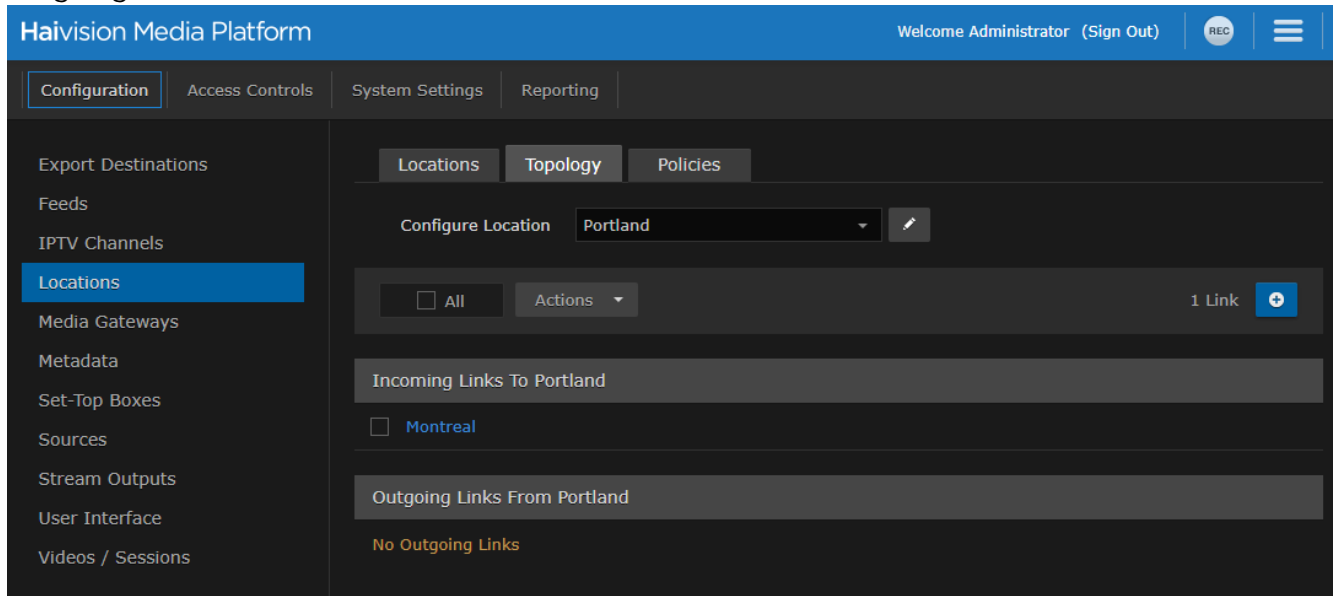 Haivision Media Platform
Welcome Administrator (Sign Out)
REC
Configuration
Access Controls
System Settings
Reporting
Export Destinations
Feeds
IPTV Channels
Locations
Media Gateways
Metadata
Set-Top Boxes
Sources
Stream Outputs
User Interface
Videos / Sessions
Locations
Topology
Policies
Configure Location
Portland
All
Actions
1 Link
Incoming Links To Portland
Montreal
Outgoing Links From Portland
No Outgoing Links